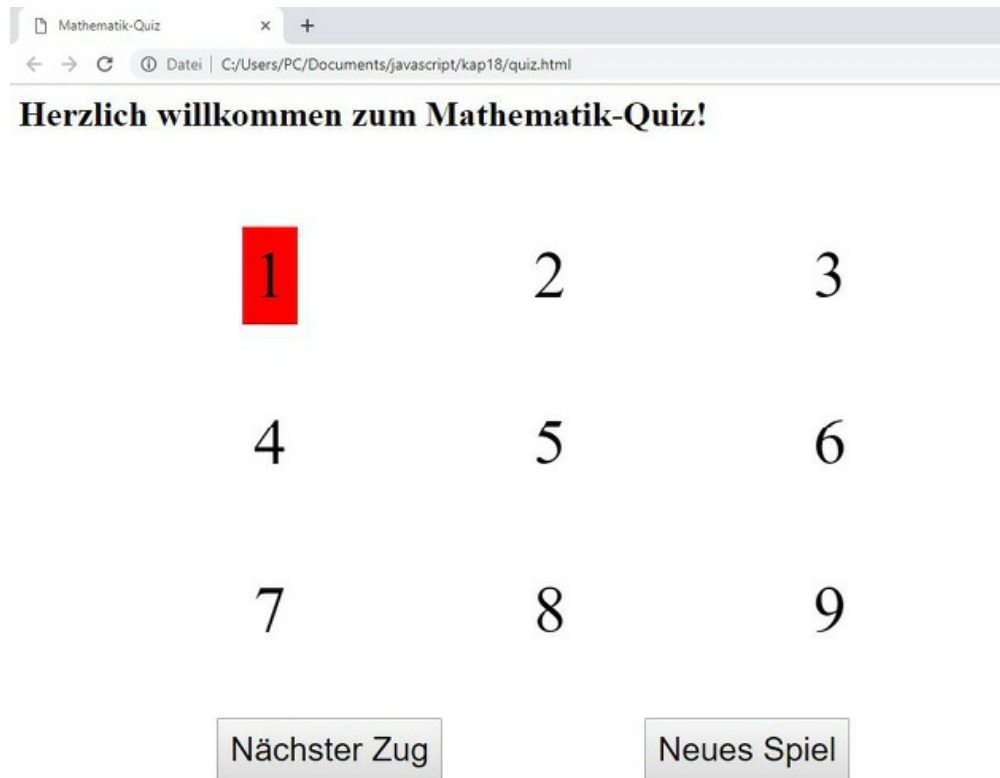 Mathematik-Quiz
Datei | C:/Users/PC/Documents/javascript/kap18/quiz.html
Herzlich willkommen zum Mathematik-Quiz!
1 2 3
4 5 6
7 8 9
Nächster Zug Neues Spiel